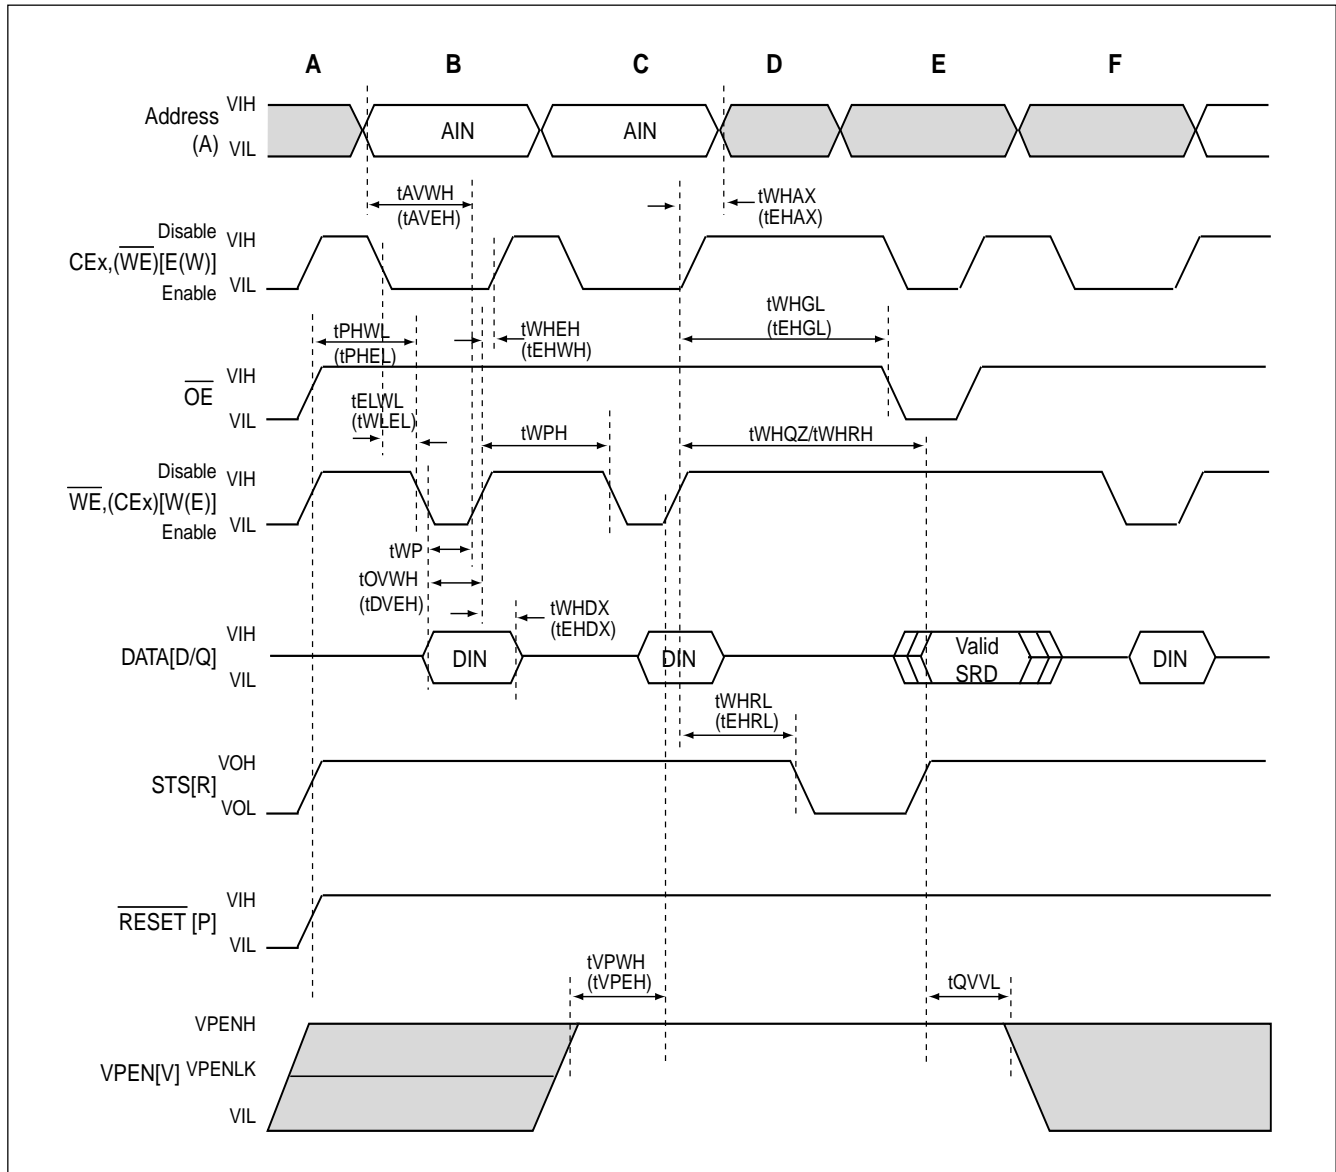 A B C D E F
Address
(A)
VIH
VIL
AIN
AIN
tAVWH
(tAVEH)
tWHAX
(tEHAX)
Disable
VIH
CEx,(WE)[E(W)]
Enable
VIL
tPHWL
(tPHEL)
tWHEH
(tEHWH)
tWHGL
(tEHGL)
OE
VIH
VIL
tELWL
(tWLEL)
tWPH
tWHQZ/tWHRH
Disable
VIH
WE,(CEx)[W(E)]
Enable
VIL
tWP
tOVWH
(tDVEH)
tWHDX
(tEHDX)
DATA[D/Q]
VIH
VIL
DIN
DIN
Valid
SRD
DIN
tWHRL
(tEHRL)
STS[R]
VOH
VOL
RESET [P]
VIH
VIL
tVPWH
(tVPEH)
tQVVL
VPENH
VPEN[V] VPENLK
VIL